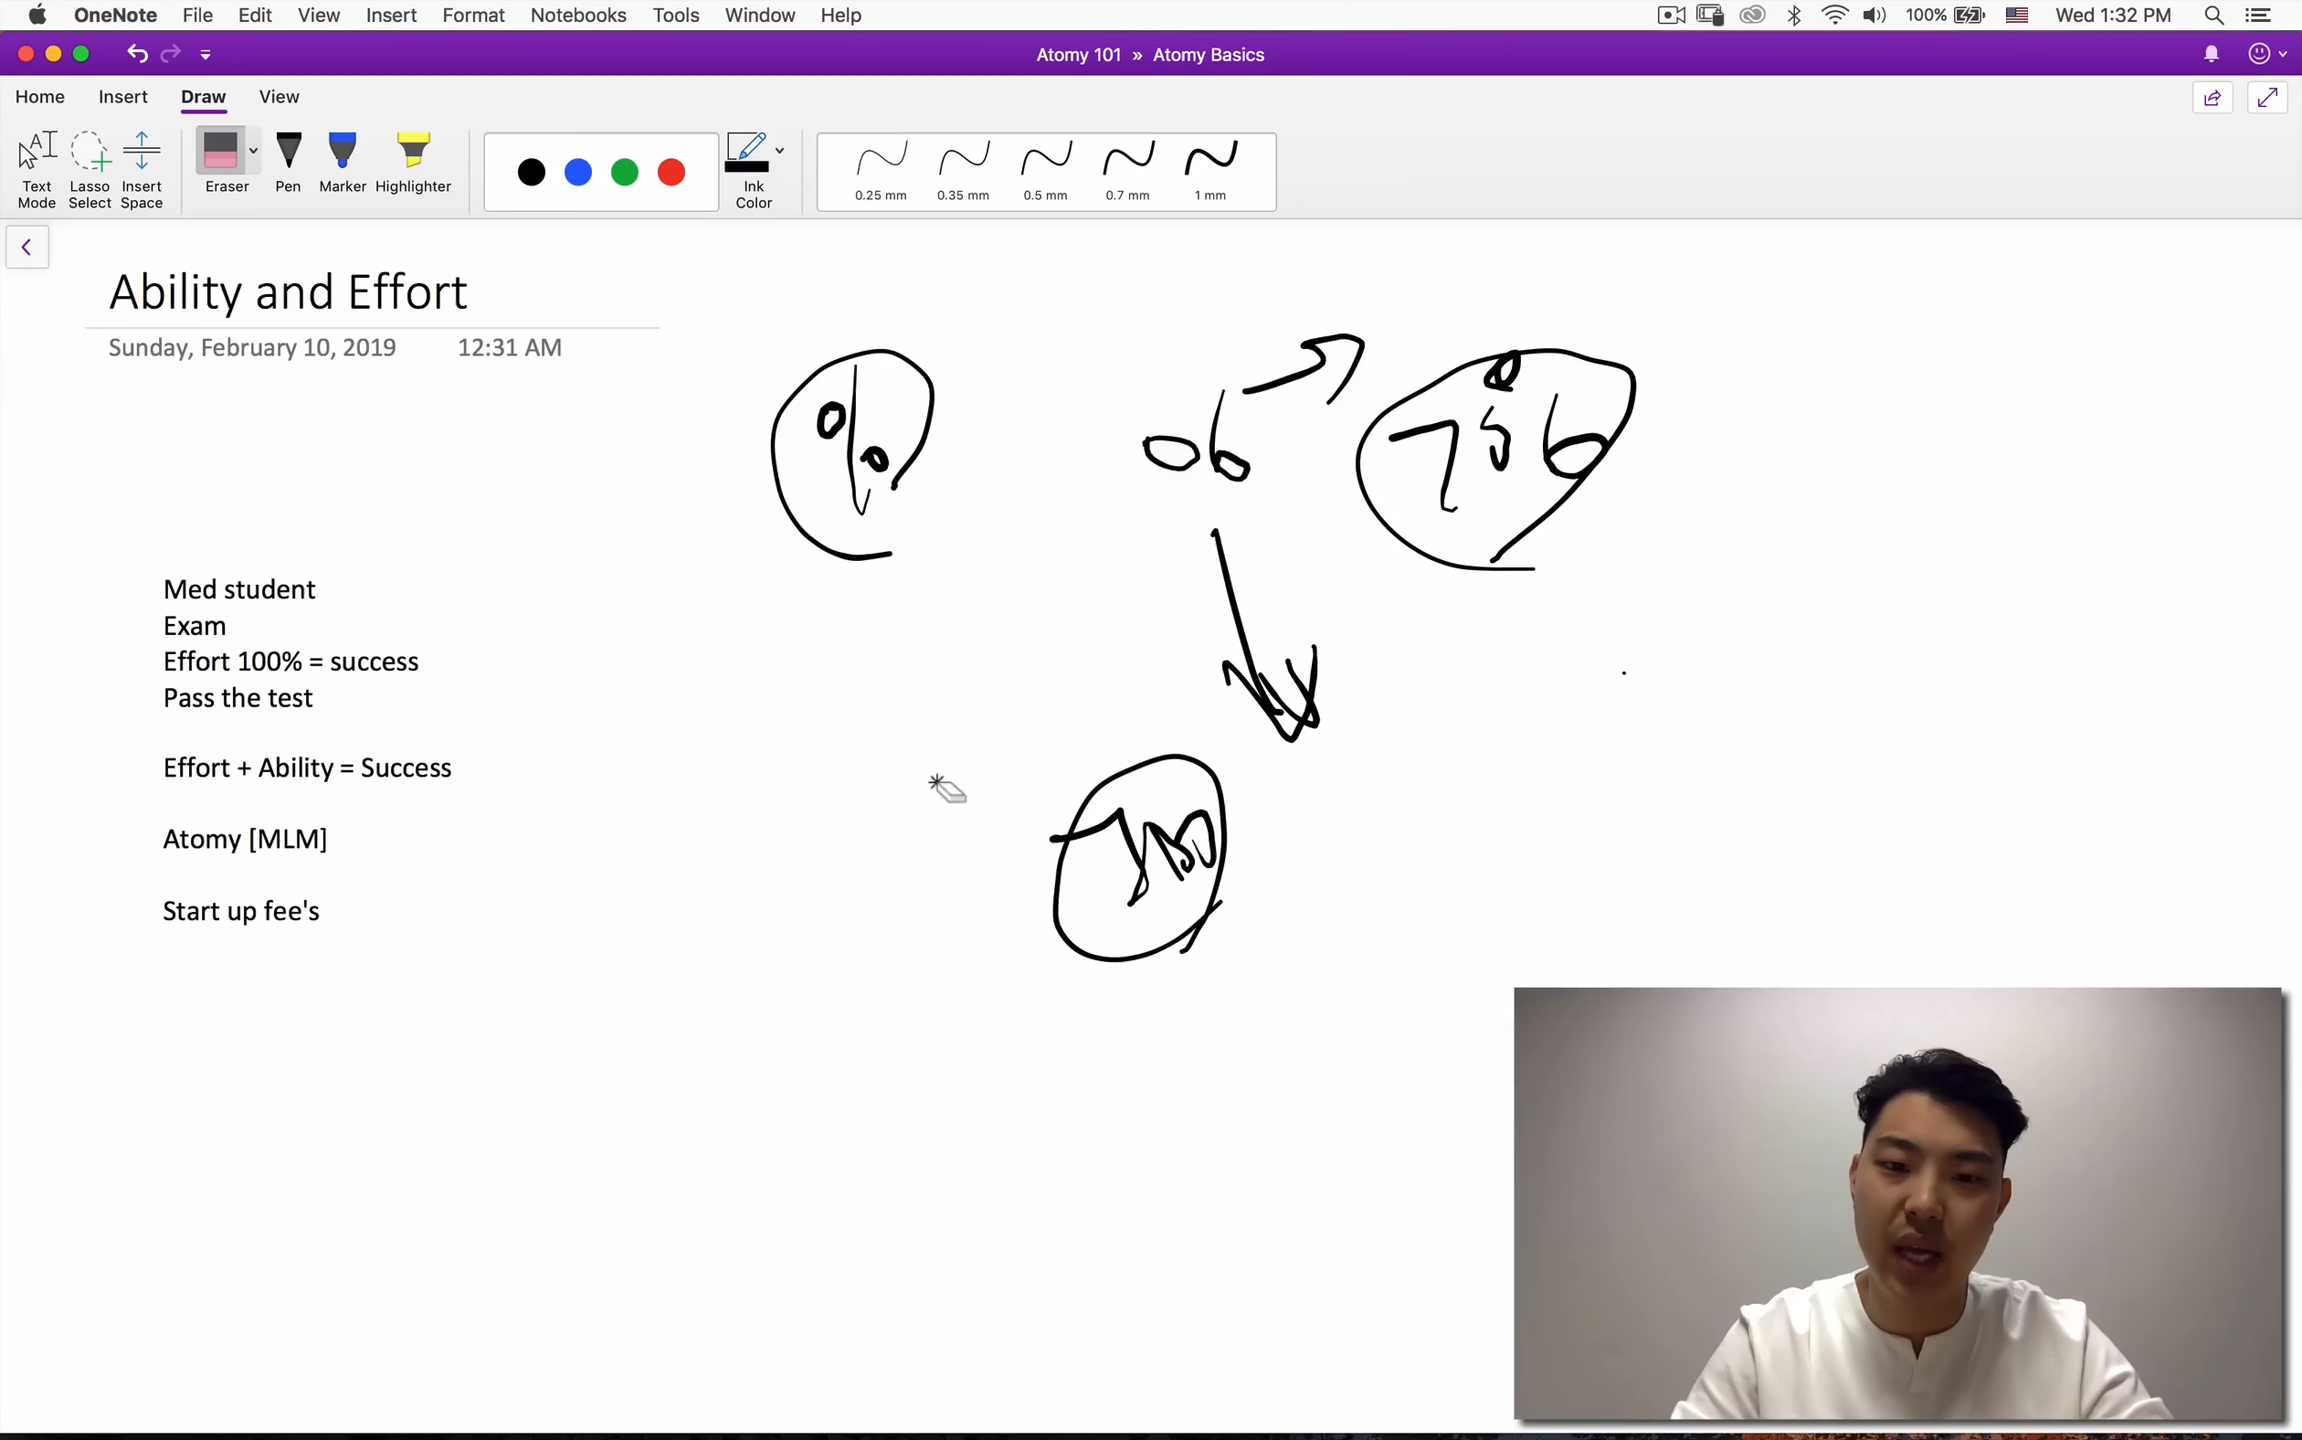 OneNote File Edit View Insert Format Notebooks Tools Window Help 100% Wed 1:32 PM
Atomy 101 » Atomy Basics
Home Insert Draw View
Text Mode Lasso Select Insert Space Eraser Pen Marker Highlighter Ink Color 0.25 mm 0.35 mm 0.5 mm 0.7 mm 1 mm
Ability and Effort
Sunday, February 10, 2019 12:31 AM
Med student
Exam
Effort 100% = success
Pass the test
Effort + Ability = Success
Atomy [MLM]
Start up fee's